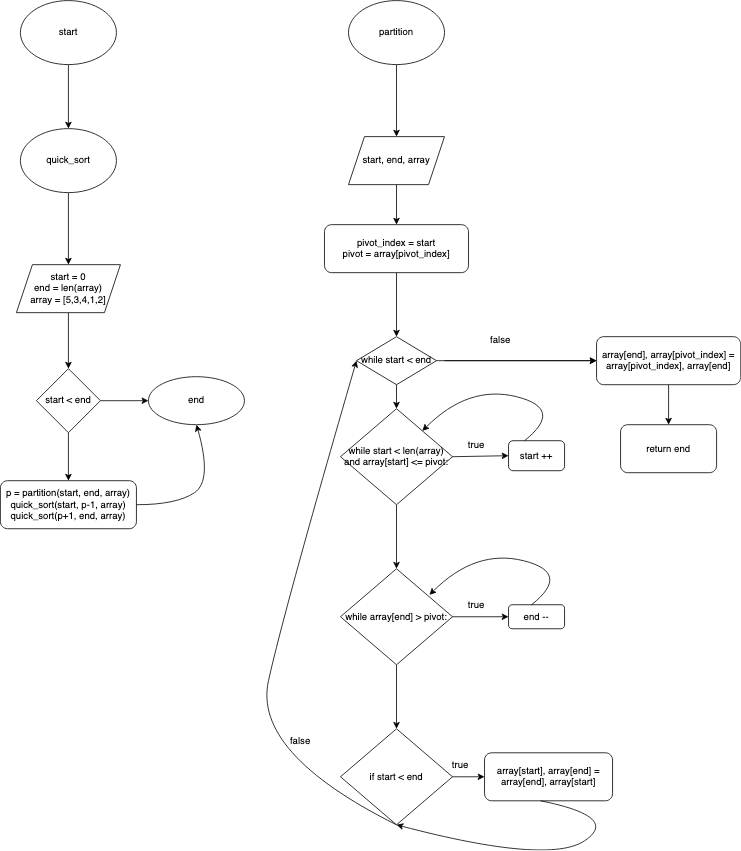 start
quick_sort
start = 0
end = len(array)
array = [5,3,4,1,2]
start < end
end
p = partition(start, end, array)
quick_sort(start, p-1, array)
quick_sort(p+1, end, array)
partition
start, end, array
pivot_index = start
pivot = array[pivot_index]
while start < end
false
array[end], array[pivot_index] =
array[pivot_index], array[end]
return end
while start < len(array)
and array[start] <= pivot:
true
start ++
while array[end] > pivot:
true
end --
false
if start < end
true
array[start], array[end] =
array[end], array[start]